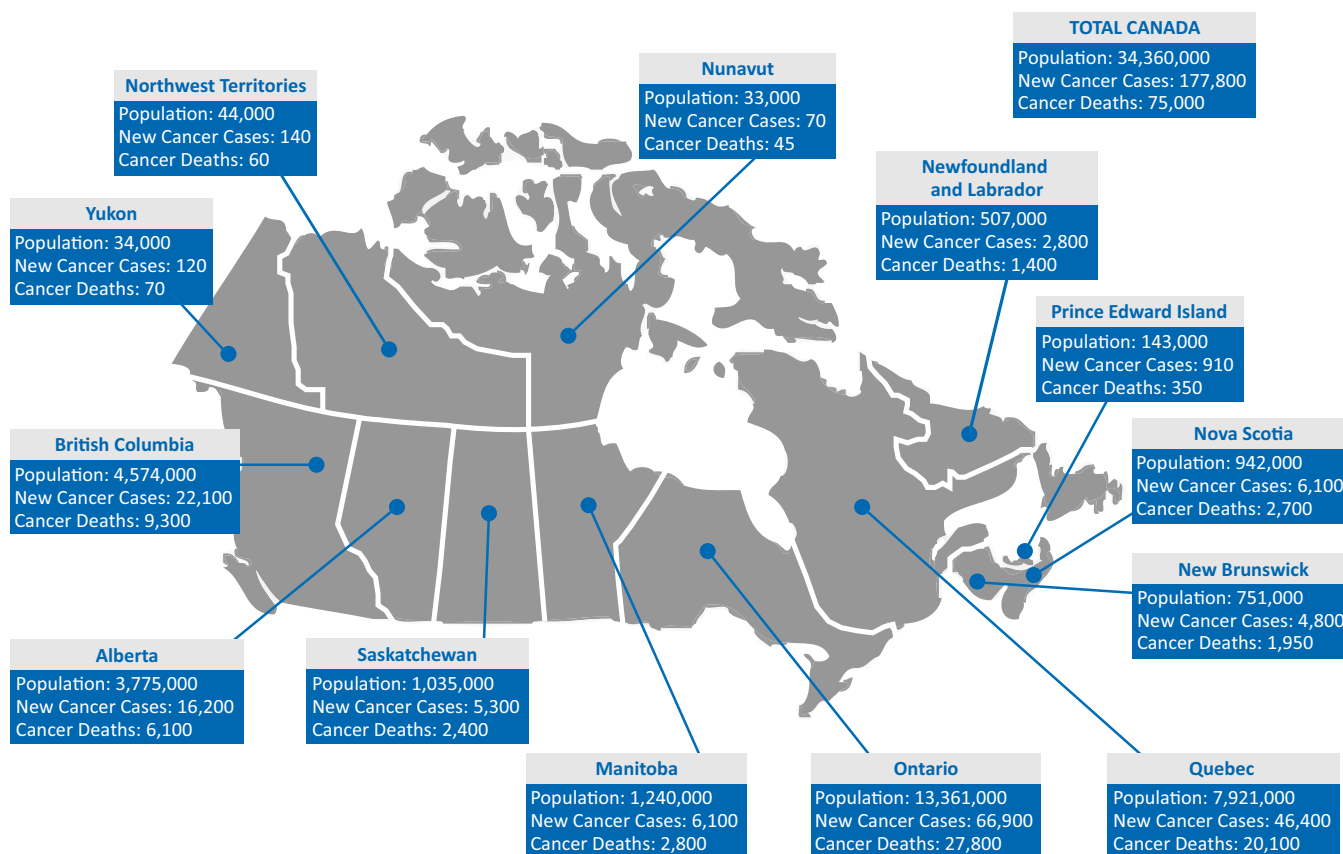 TOTAL CANADA
Population: 34,360,000
New Cancer Cases: 177,800
Cancer Deaths: 75,000
Nunavut
Population: 33,000
New Cancer Cases: 70
Cancer Deaths: 45
Northwest Territories
Population: 44,000
New Cancer Cases: 140
Cancer Deaths: 60
Newfoundland
and Labrador
Population: 507,000
New Cancer Cases: 2,800
Cancer Deaths: 1,400
Yukon
Population: 34,000
New Cancer Cases: 120
Cancer Deaths: 70
Prince Edward Island
Population: 143,000
New Cancer Cases: 910
Cancer Deaths: 350
British Columbia
Population: 4,574,000
New Cancer Cases: 22,100
Cancer Deaths: 9,300
Nova Scotia
Population: 942,000
New Cancer Cases: 6,100
Cancer Deaths: 2,700
New Brunswick
Population: 751,000
New Cancer Cases: 4,800
Cancer Deaths: 1,950
Alberta
Population: 3,775,000
New Cancer Cases: 16,200
Cancer Deaths: 6,100
Saskatchewan
Population: 1,035,000
New Cancer Cases: 5,300
Cancer Deaths: 2,400
Manitoba
Population: 1,240,000
New Cancer Cases: 6,100
Cancer Deaths: 2,800
Ontario
Population: 13,361,000
New Cancer Cases: 66,900
Cancer Deaths: 27,800
Quebec
Population: 7,921,000
New Cancer Cases: 46,400
Cancer Deaths: 20,100